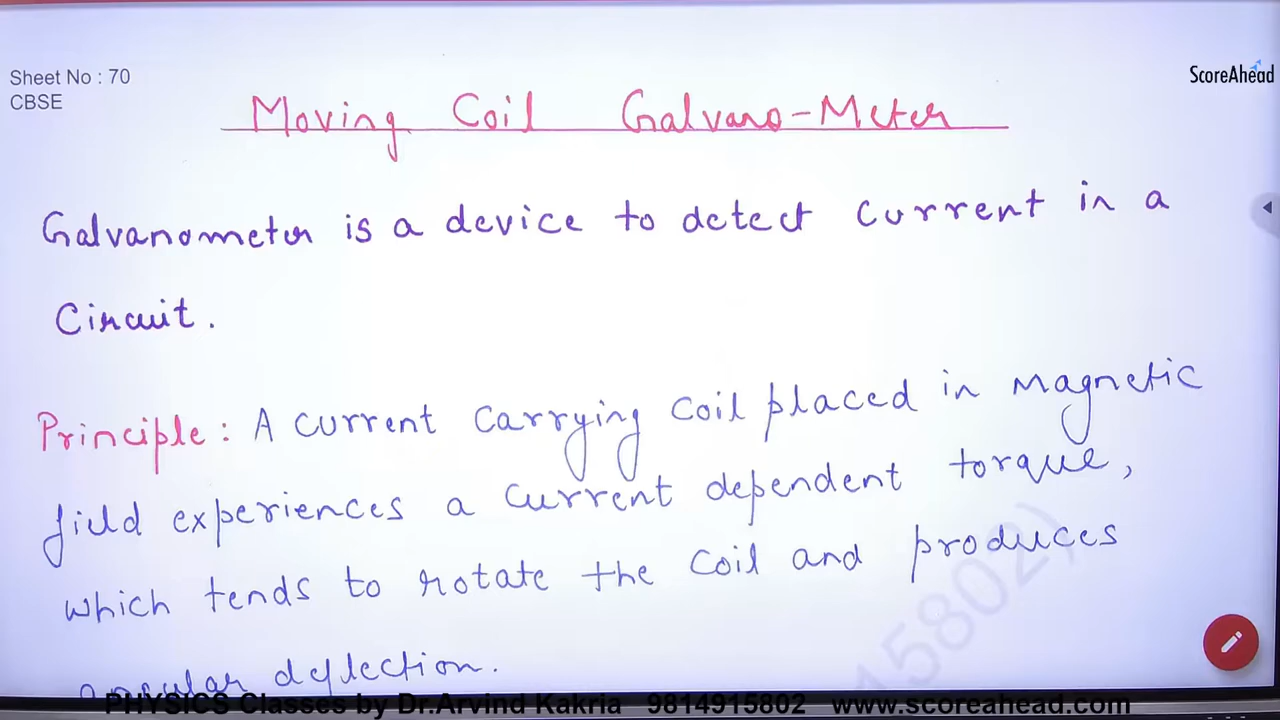 Sheet No : 70
CBSE
ScoreAhead
Moving Coil Galvano-Meter
Galvanometer is a device to detect current in a
Circuit.
Principle: A current carrying coil placed in magnetic
field experiences a current dependent torque,
which tends to rotate the coil and produces
angular deflection.
15802)
PHYSICS Classes by Dr.Arvind Kakria 9814915802 www.scoreahead.com